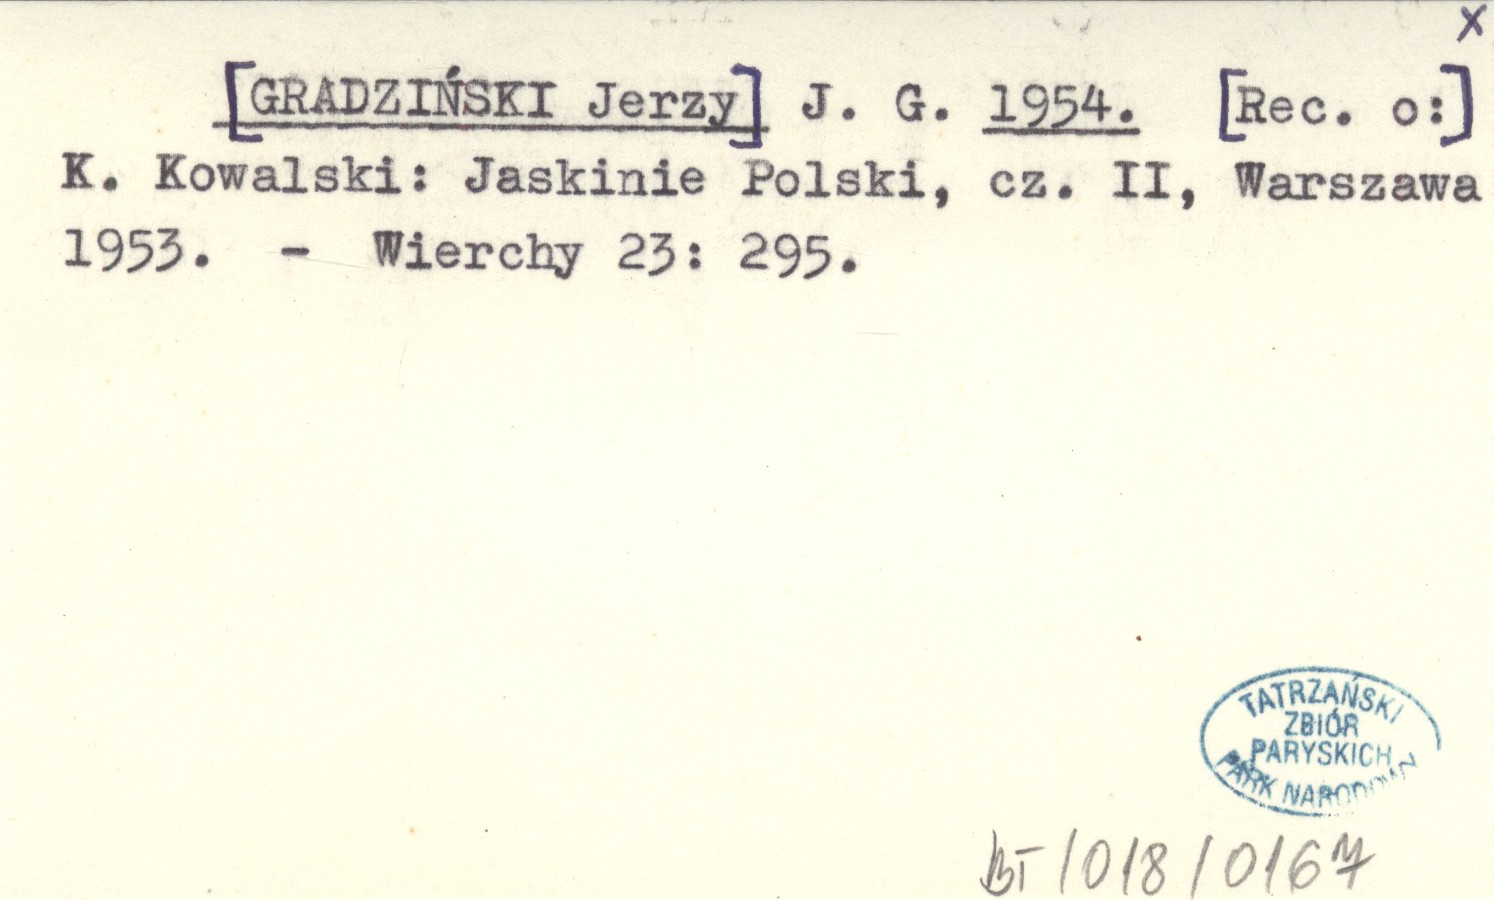 x
[GRADZIŃSKI Jerzy] J. G. 1954. [Rec. o:]
K. Kowalski: Jaskinie Polski, cz. II, Warszawa
1953. - Wierchy 23: 295.
TATRZAŃSKI
ZBIÓR
PARYSKICH
PARK NARODOWY
BT/018/0167